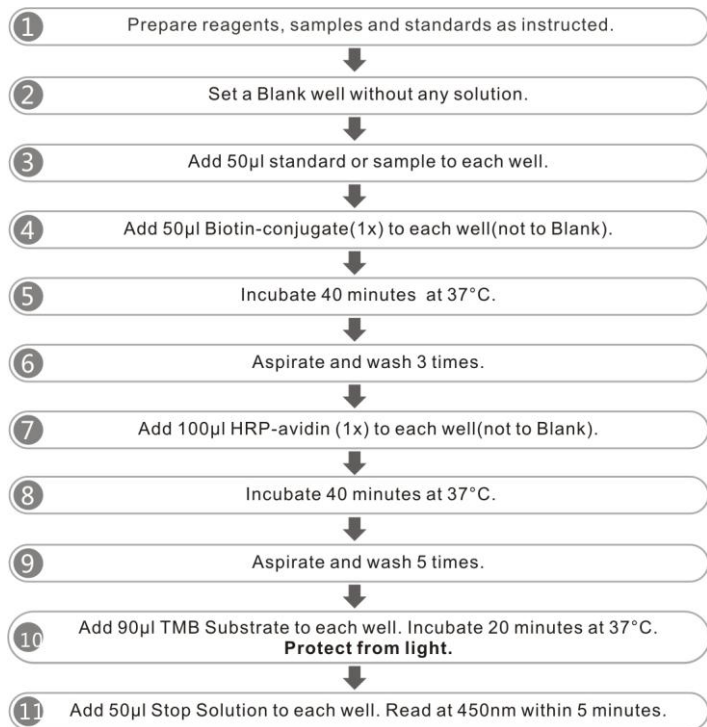 1 Prepare reagents, samples and standards as instructed.
2 Set a Blank well without any solution.
3 Add 50µl standard or sample to each well.
4 Add 50µl Biotin-conjugate(1x) to each well(not to Blank).
5 Incubate 40 minutes at 37°C.
6 Aspirate and wash 3 times.
7 Add 100µl HRP-avidin (1x) to each well(not to Blank).
8 Incubate 40 minutes at 37°C.
9 Aspirate and wash 5 times.
10 Add 90µl TMB Substrate to each well. Incubate 20 minutes at 37°C.
Protect from light.
11 Add 50µl Stop Solution to each well. Read at 450nm within 5 minutes.